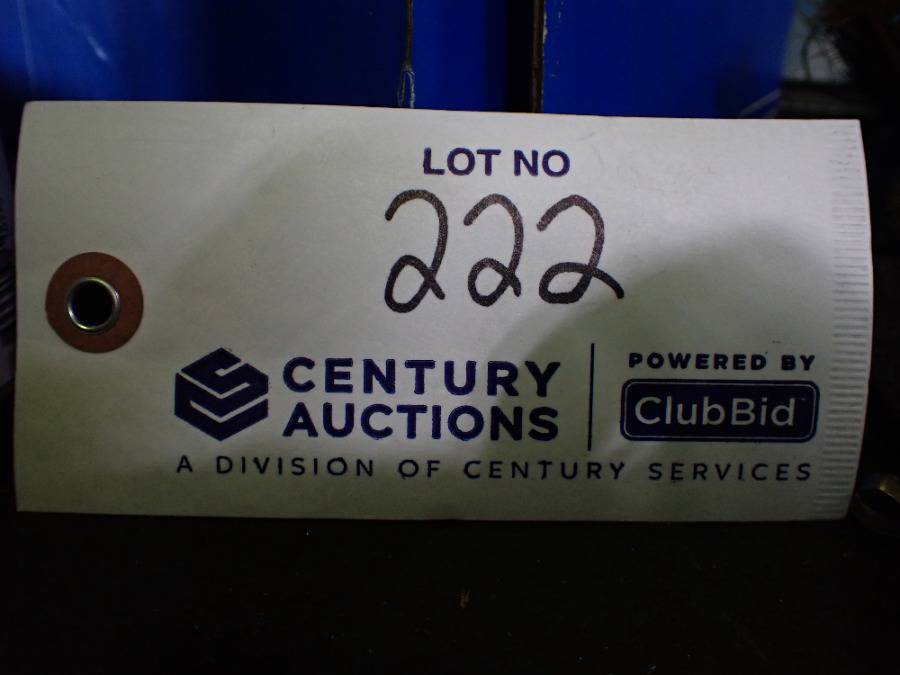 LOT NO
222
CENTURY AUCTIONS
A DIVISION OF CENTURY SERVICES
POWERED BY
ClubBid